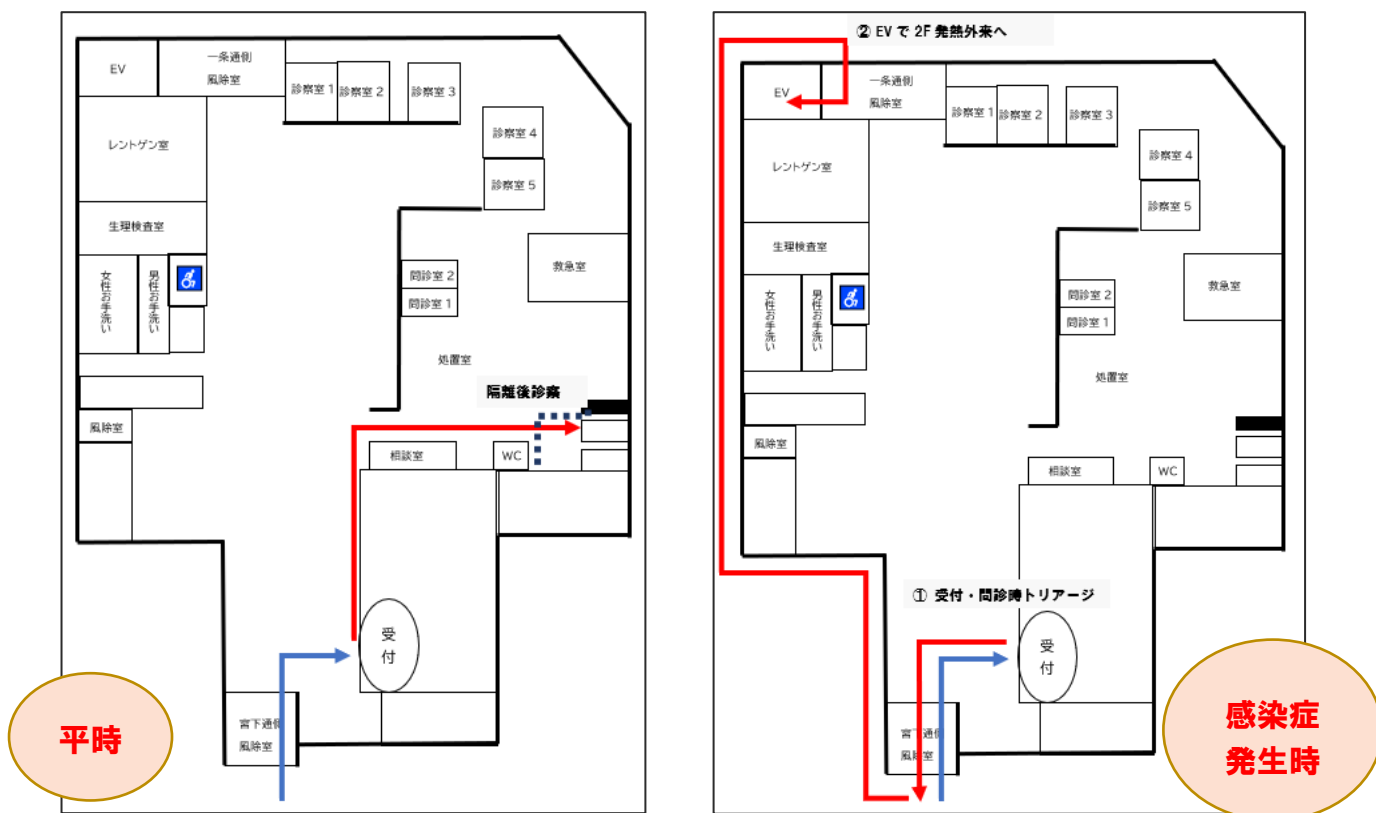 EV
一条通側
風除室
診察室 1
診察室 2
診察室 3
診察室 4
診察室 5
レントゲン室
生理検査室
女性お手洗い
男性お手洗い
救急室
問診室 2
問診室 1
処置室
隔離後診察
風除室
相談室
WC
受
付
宮下通側
風除室
平時
② EV で 2F 発熱外来へ
EV
一条通側
風除室
診察室 1
診察室 2
診察室 3
診察室 4
診察室 5
レントゲン室
生理検査室
女性お手洗い
男性お手洗い
救急室
問診室 2
問診室 1
処置室
風除室
相談室
WC
① 受付・問診時トリアージ
受
付
宮下通側
風除室
感染症
発生時